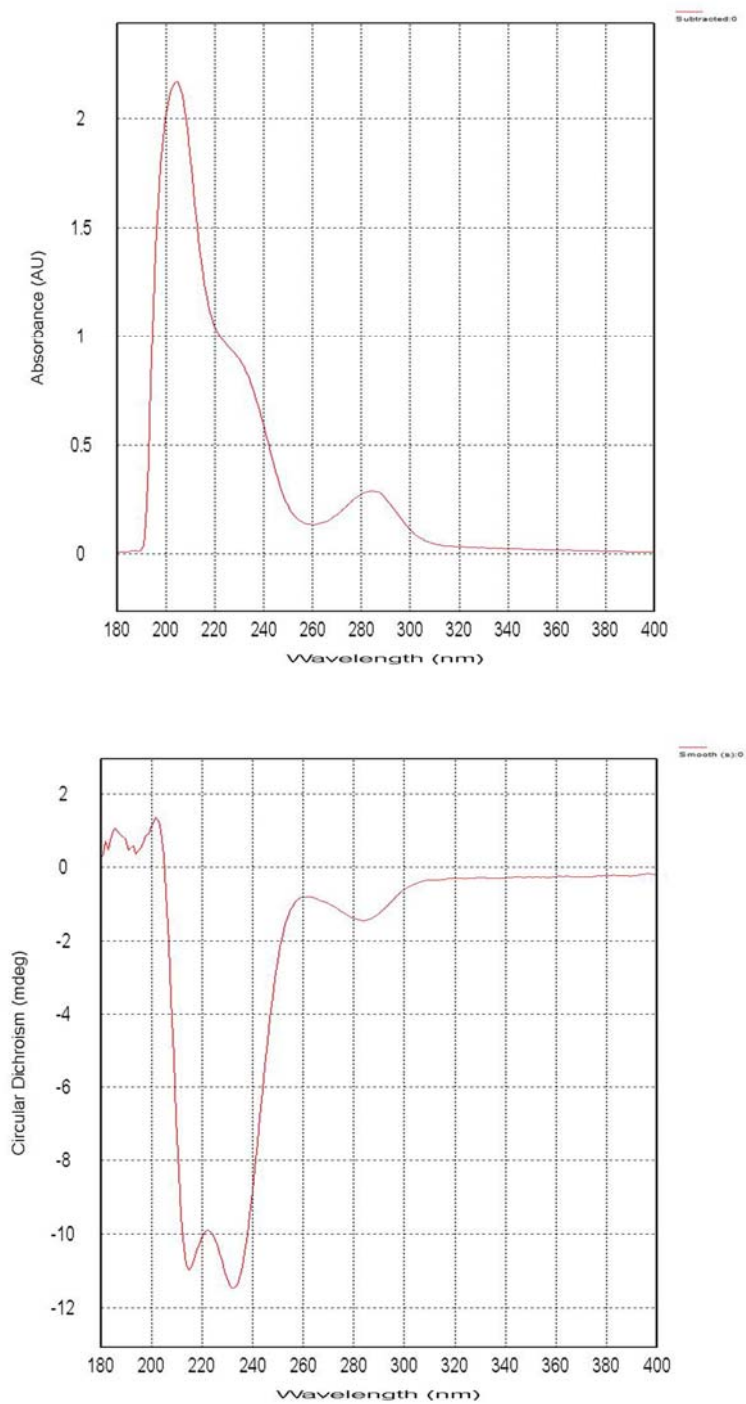 Subtracted:0
2
1.5
1
0.5
0
Absorbance (AU)
180 200 220 240 260 280 300 320 340 360 380 400
Wavelength (nm)
Smooth (s):0
2
0
-2
-4
-6
-8
-10
-12
Circular Dichroism (mdeg)
180 200 220 240 260 280 300 320 340 360 380 400
Wavelength (nm)